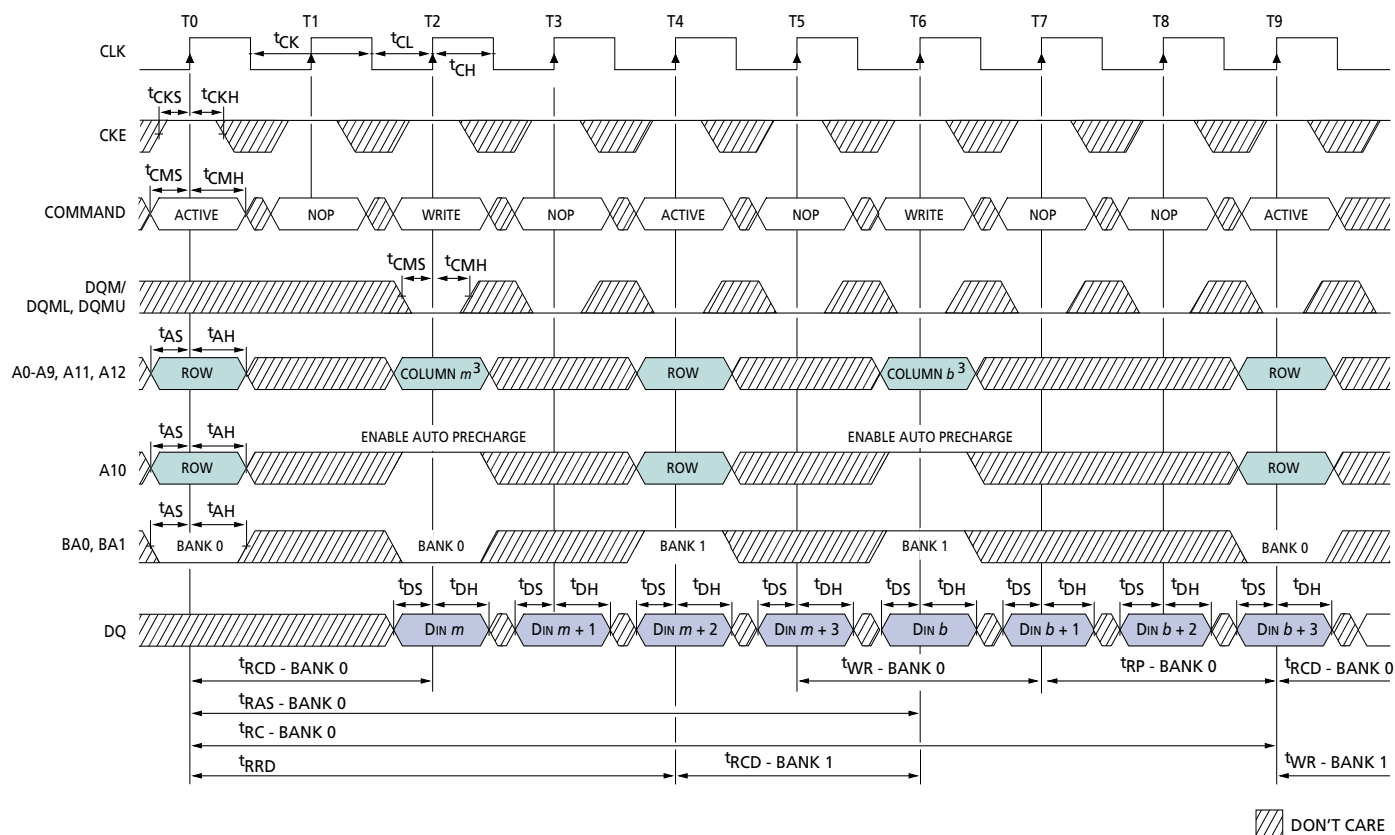 T0 T1 T2 T3 T4 T5 T6 T7 T8 T9
CLK
tCK tCL
tCH
tCKS tCKH
CKE
tCMS tCMH
COMMAND ACTIVE NOP WRITE NOP ACTIVE NOP WRITE NOP NOP ACTIVE
tCMS tCMH
DQM/
DQML, DQMU
tAS tAH
A0-A9, A11, A12 ROW COLUMN m3 ROW COLUMN b3 ROW
tAS tAH ENABLE AUTO PRECHARGE ENABLE AUTO PRECHARGE
A10 ROW ROW ROW
tAS tAH
BA0, BA1 BANK 0 BANK 0 BANK 1 BANK 1 BANK 0
tDS tDH tDS tDH tDS tDH tDS tDH tDS tDH tDS tDH tDS tDH tDS tDH
DQ DIN m DIN m + 1 DIN m + 2 DIN m + 3 DIN b DIN b + 1 DIN b + 2 DIN b + 3
tRCD - BANK 0 tWR - BANK 0 tRP - BANK 0 tRCD - BANK 0
tRAS - BANK 0
tRC - BANK 0
tRRD tRCD - BANK 1 tWR - BANK 1
DON'T CARE